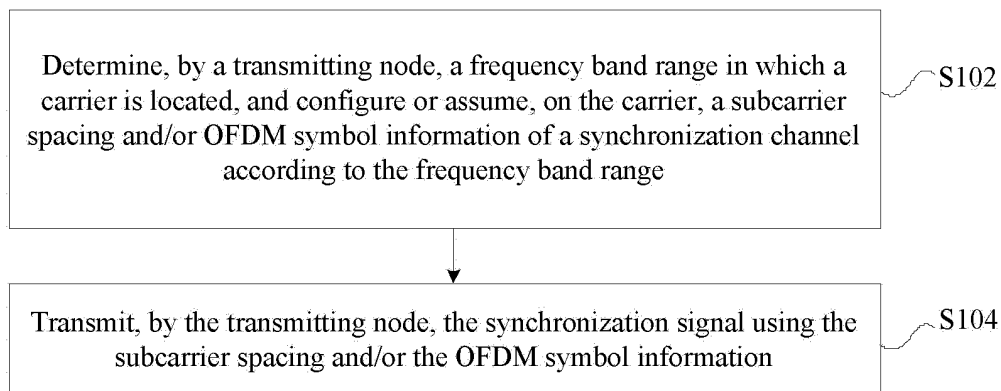 Determine, by a transmitting node, a frequency band range in which a
carrier is located, and configure or assume, on the carrier, a subcarrier
spacing and/or OFDM symbol information of a synchronization channel
according to the frequency band range
S102
Transmit, by the transmitting node, the synchronization signal using the
subcarrier spacing and/or the OFDM symbol information
S104